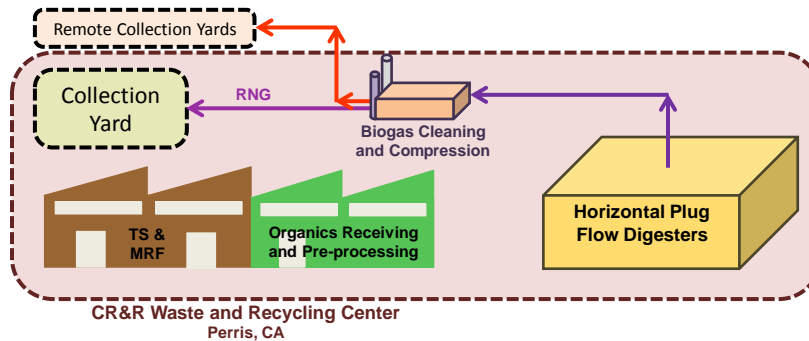 Remote Collection Yards
Collection
Yard
RNG
Biogas Cleaning
and Compression
TS &
MRF
Organics Receiving
and Pre-processing
Horizontal Plug
Flow Digesters
CR&R Waste and Recycling Center
Perris, CA